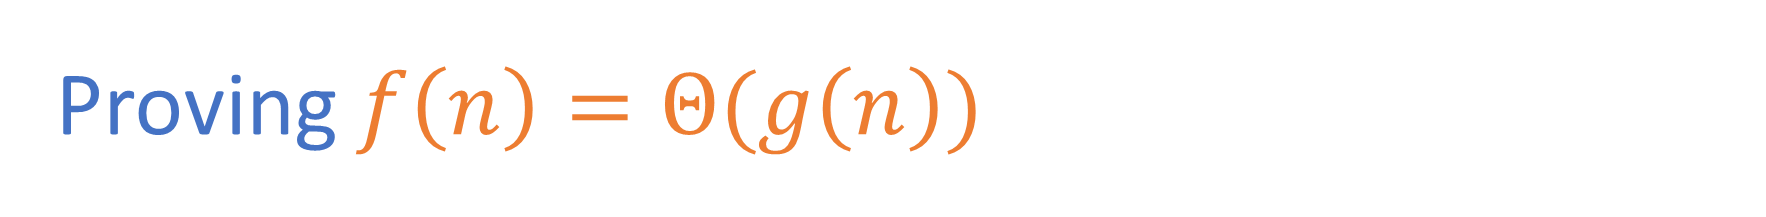 Proving f(n) = Θ(g(n))